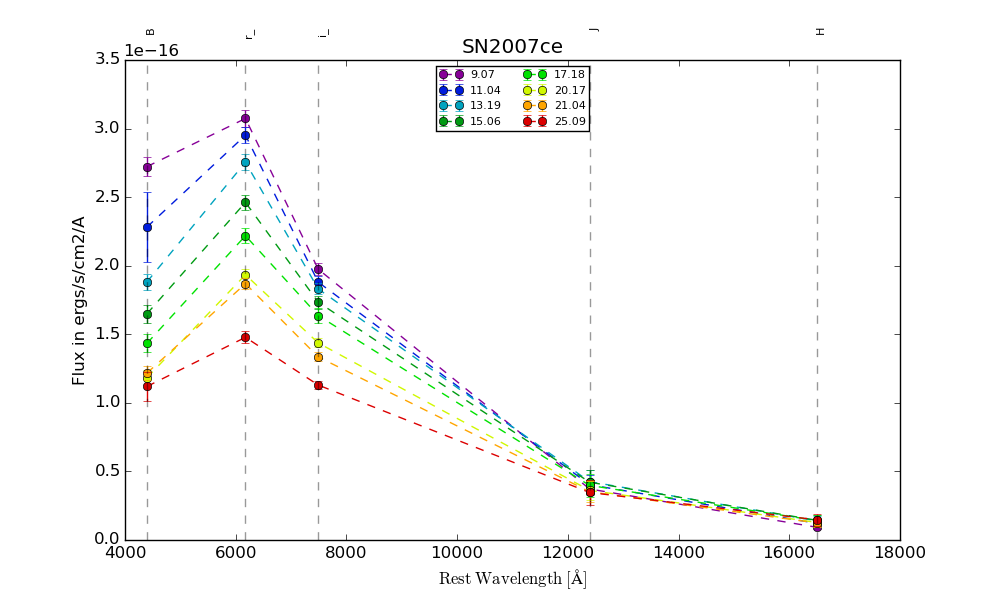 B
r_
i_
J
H
SN2007ce
1e−16
3.5
3.0
2.5
2.0
1.5
1.0
0.5
0.0
Flux in ergs/s/cm2/A
9.07 17.18
11.04 20.17
13.19 21.04
15.06 25.09
4000 6000 8000 10000 12000 14000 16000 18000
Rest Wavelength [Å]